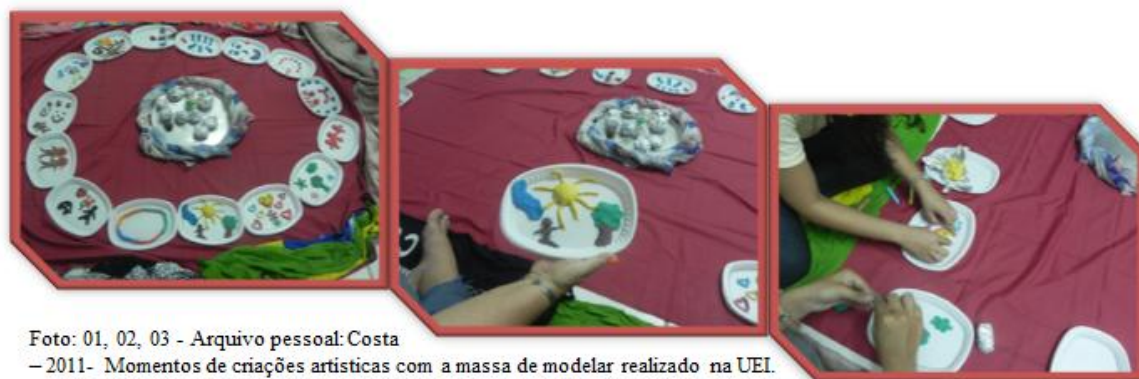 Foto: 01, 02, 03 - Arquivo pessoal: Costa
– 2011- Momentos de criações artísticas com a massa de modelar realizado na UEI.